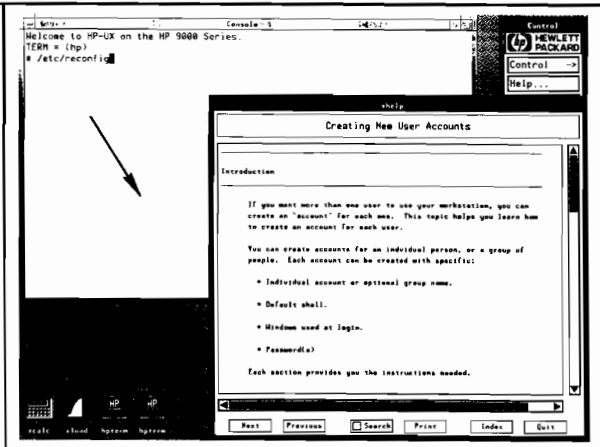 Console - 1
Control
Welcome to HP-UX on the HP 9000 Series.
TERM = (hp)
# /etc/reconfig
hp HEWLETT
PACKARD
Control ->
Help...
xhelp
Creating New User Accounts
Introduction
If you want more than one user to use your workstation, you can
create an 'account' for each one. This topic helps you learn how
to create an account for each user.
You can create accounts for an individual person, or a group of
people. Each account can be created with specific:
* Individual account or optional group name.
* Default shell.
* Windows used at login.
* Password(s)
Each section provides you the instructions needed.
Next Previous Search Print Index Quit
HP HP
xcalc xload hpterm hpterm